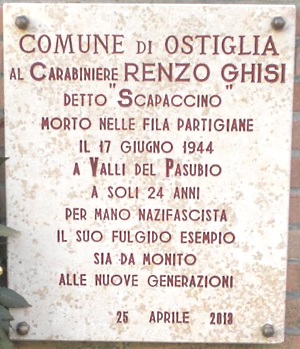 COMUNE DI OSTIGLIA
AL CARABINIERE RENZO GHISI
DETTO "SCAPACCINO"
MORTO NELLE FILA PARTIGIANE
IL 17 GIUGNO 1944
A VALLI DEL PASUBIO
A SOLI 24 ANNI
PER MANO NAZIFASCISTA
IL SUO FULGIDO ESEMPIO
SIA DA MONITO
ALLE NUOVE GENERAZIONI
25 APRILE 2013